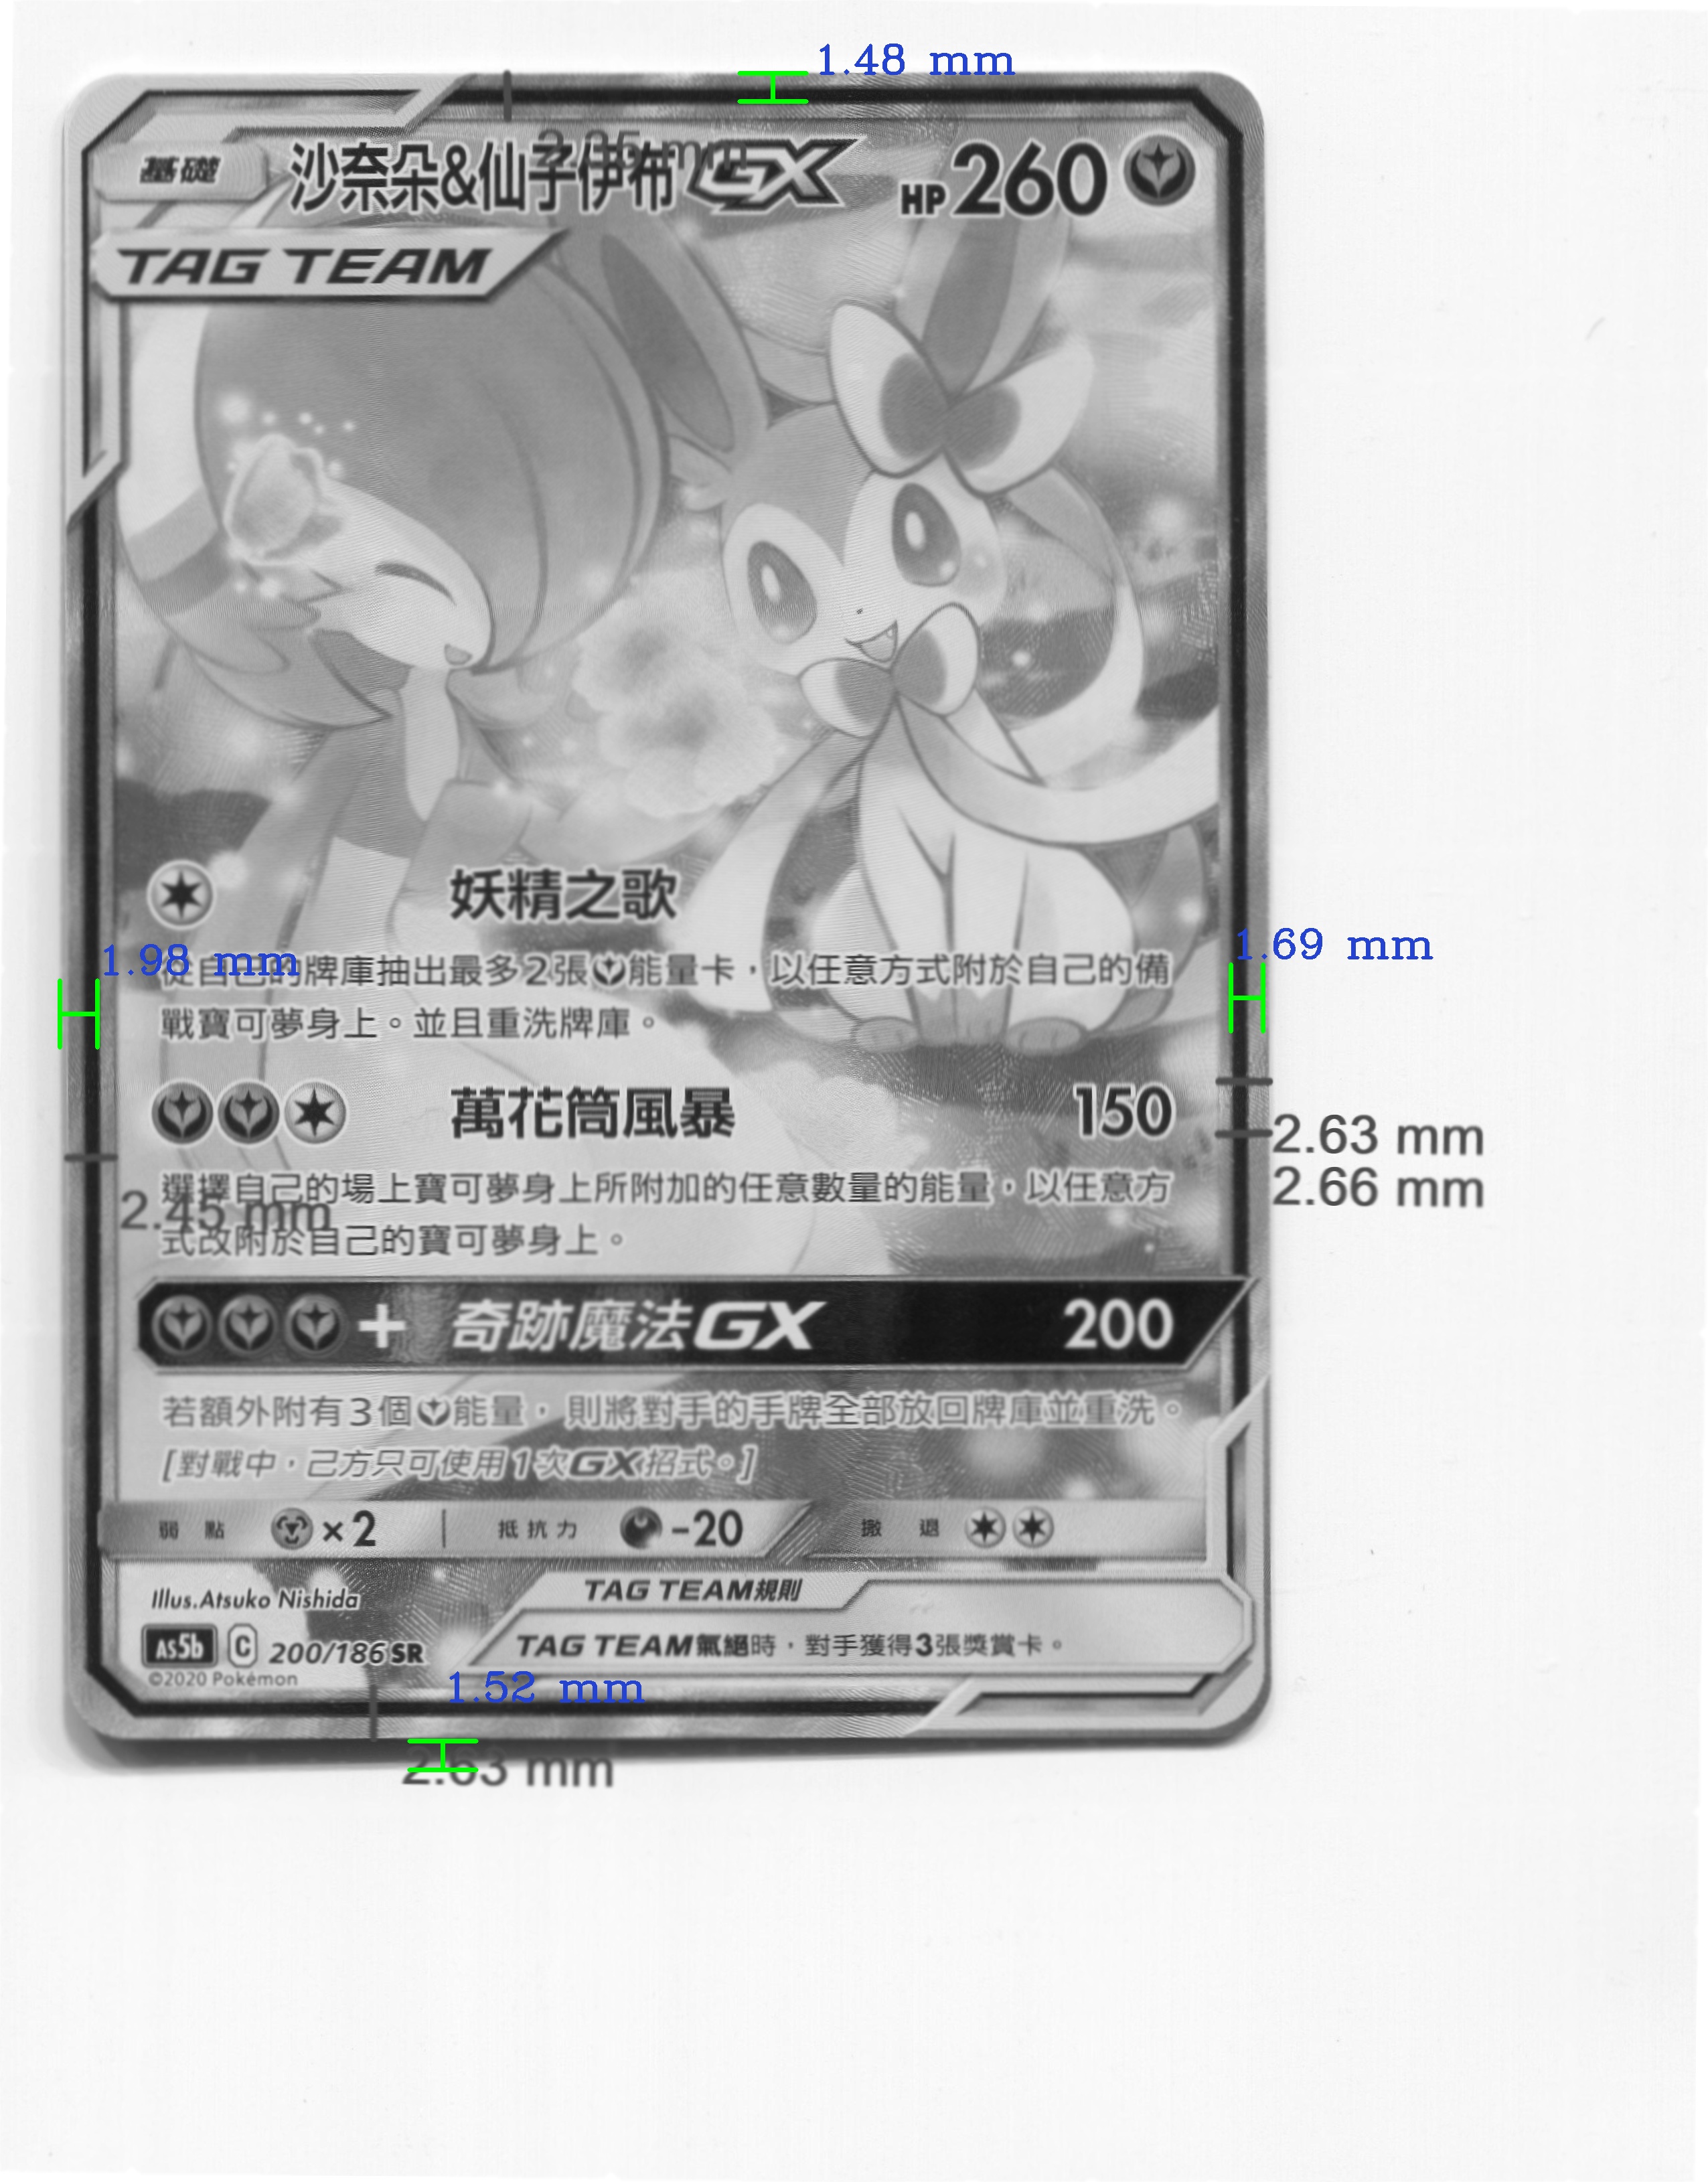 1.48 mm
基礎 沙奈朵&仙子伊布GX HP260
TAG TEAM
妖精之歌
1.98 mm
1.69 mm
從自己的牌庫抽出最多2張能量卡，以任意方式附於自己的備
戰寶可夢身上。並且重洗牌庫。
萬花筒風暴 150
2.63 mm
選擇自己的場上寶可夢身上所附加的任意數量的能量，以任意方
2.66 mm
2.45 mm
式改附於自己的寶可夢身上。
+ 奇跡魔法GX 200
若額外附有3個能量，則將對手的手牌全部放回牌庫並重洗。
[對戰中，己方只可使用1次GX招式。]
弱 點 ×2 抵抗力 -20 撤 退
Illus.Atsuko Nishida
TAG TEAM規則
AS5b C 200/186 SR
TAG TEAM氣絕時，對手獲得3張獎賞卡。
©2020 Pokémon
1.52 mm
2.63 mm